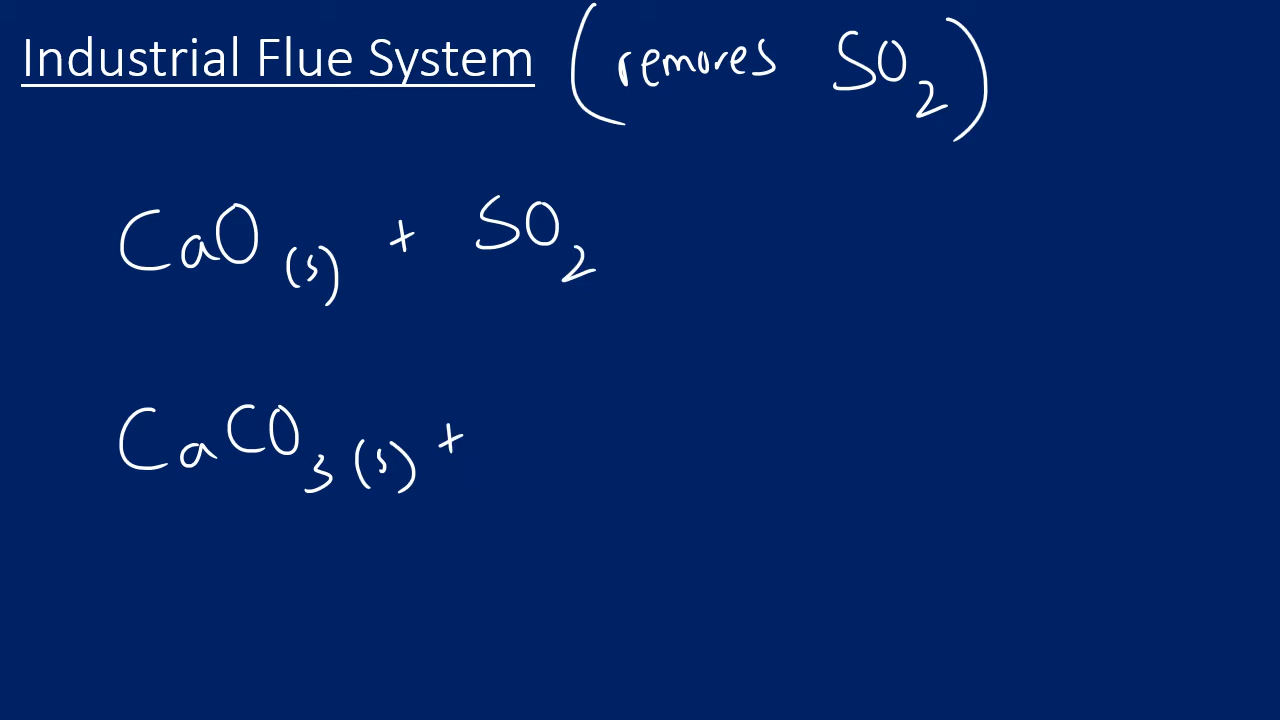 Industrial Flue System (removes SO₂)
CaO (s) + SO₂
CaCO₃ (s) +